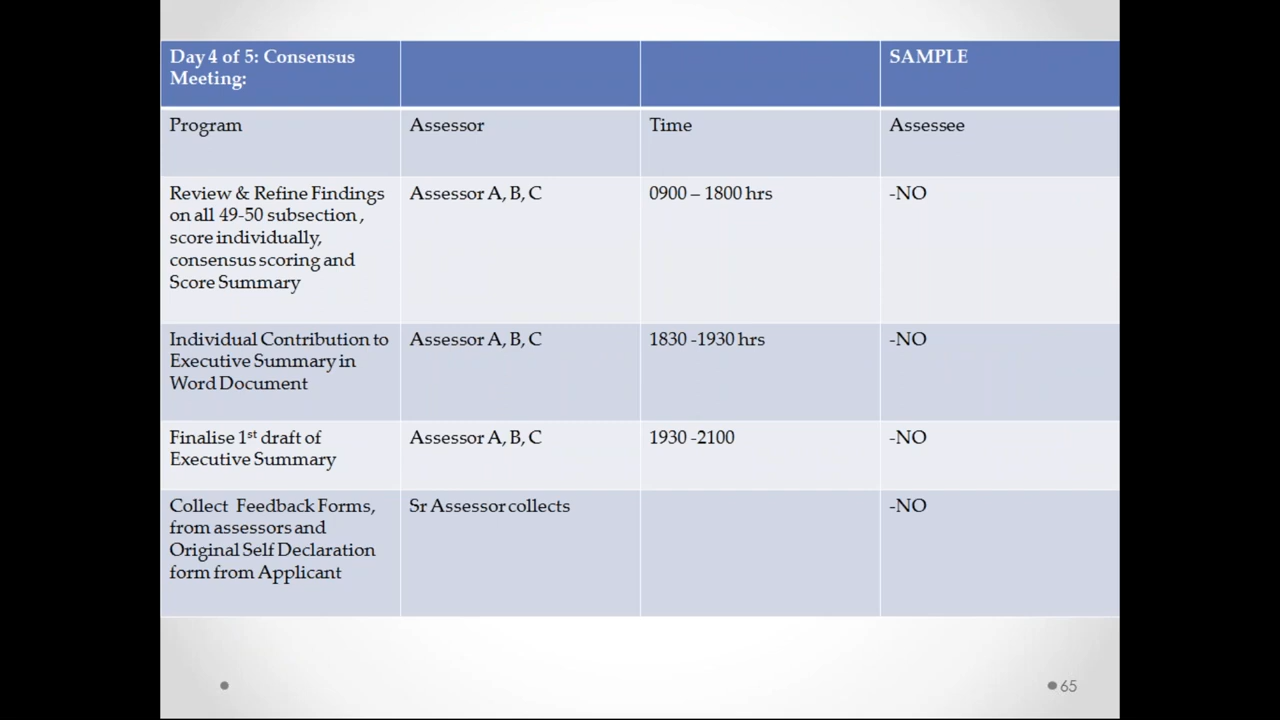 Day 4 of 5: Consensus
Meeting:
SAMPLE
Program
Assessor
Time
Assessee
Review & Refine Findings
on all 49-50 subsection ,
score individually,
consensus scoring and
Score Summary
Assessor A, B, C
0900 – 1800 hrs
-NO
Individual Contribution to
Executive Summary in
Word Document
Assessor A, B, C
1830 -1930 hrs
-NO
Finalise 1st draft of
Executive Summary
Assessor A, B, C
1930 -2100
-NO
Collect Feedback Forms,
from assessors and
Original Self Declaration
form from Applicant
Sr Assessor collects
-NO
65